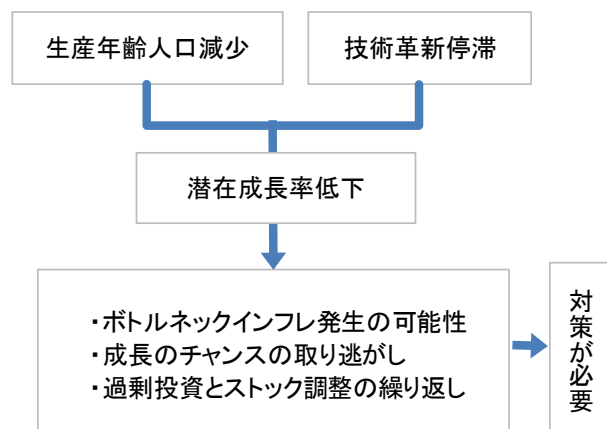 生産年齢人口減少
技術革新停滞
潜在成長率低下
・ボトルネックインフレ発生の可能性
・成長のチャンスの取り逃がし
・過剰投資とストック調整の繰り返し
対策が必要